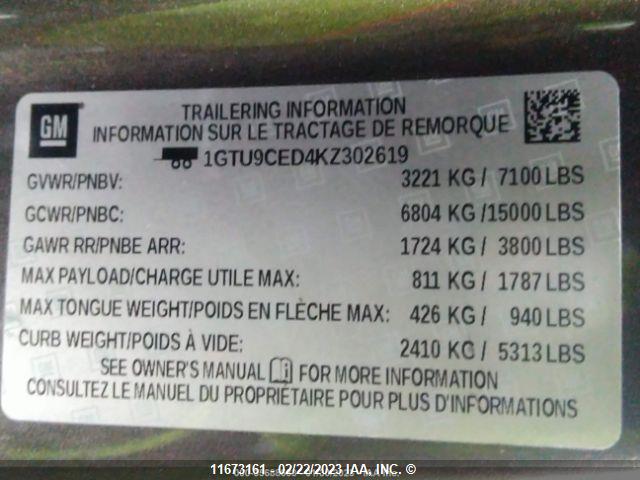 GM
TRAILERING INFORMATION
INFORMATION SUR LE TRACTAGE DE REMORQUE
1GTU9CED4KZ302619
GVWR/PNBV: 3221 KG / 7100 LBS
GCWR/PNBC: 6804 KG /15000 LBS
GAWR RR/PNBE ARR: 1724 KG / 3800 LBS
MAX PAYLOAD/CHARGE UTILE MAX: 811 KG / 1787 LBS
MAX TONGUE WEIGHT/POIDS EN FLÈCHE MAX: 426 KG / 940 LBS
CURB WEIGHT/POIDS À VIDE: 2410 KG / 5313 LBS
SEE OWNER'S MANUAL FOR MORE INFORMATION
CONSULTEZ LE MANUEL DU PROPRIÉTAIRE POUR PLUS D'INFORMATIONS
11673161 - 02/22/2023 IAA, INC.